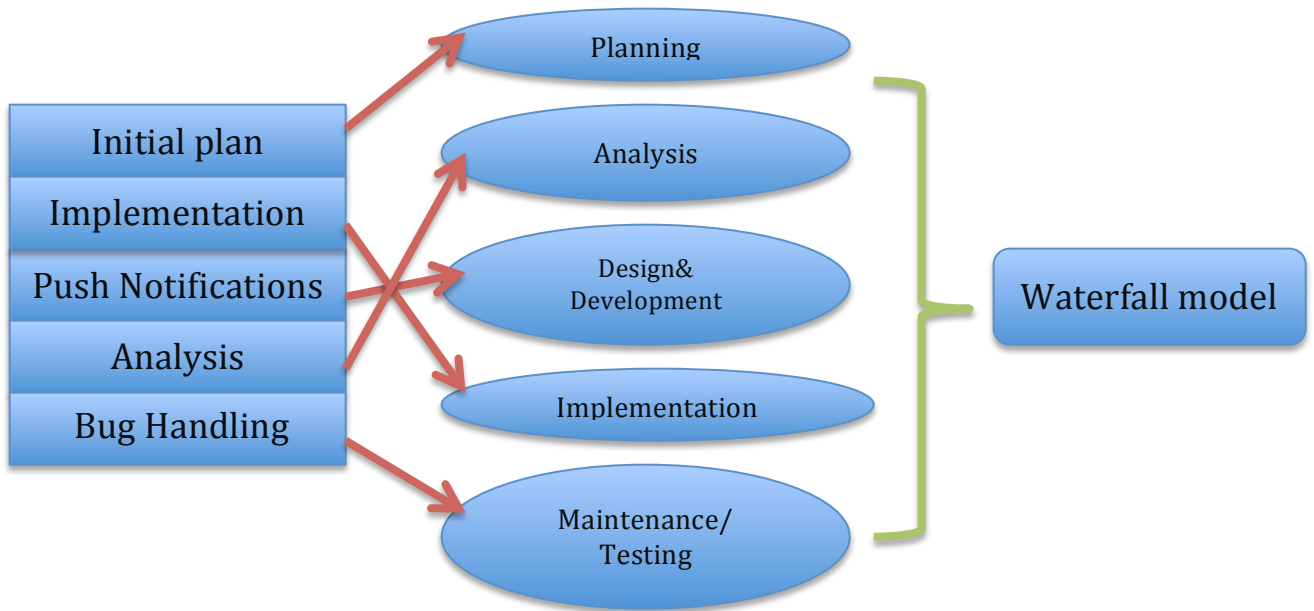 Initial plan
Implementation
Push Notifications
Analysis
Bug Handling
Planning
Analysis
Design&
Development
Implementation
Maintenance/
Testing
Waterfall model